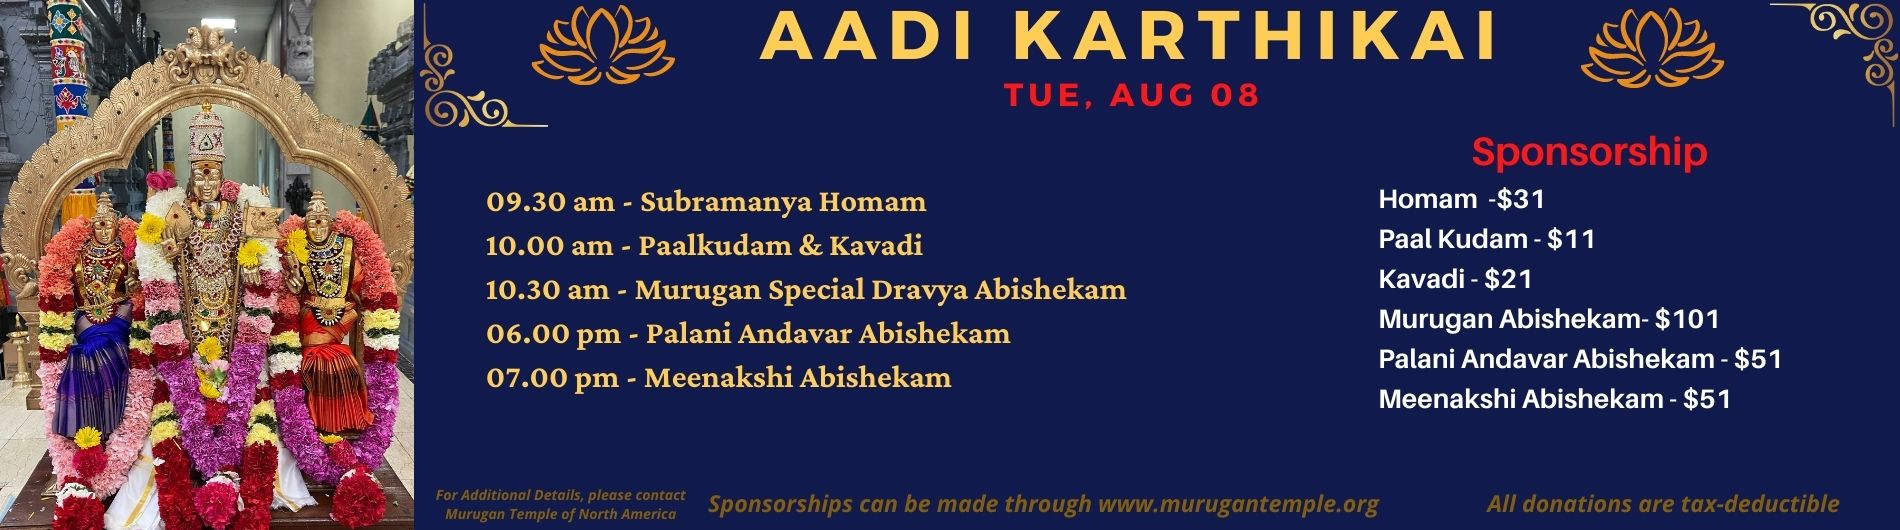 AADI KARTHIKAI
TUE, AUG 08
09.30 am - Subramanya Homam
10.00 am - Paalkudam & Kavadi
10.30 am - Murugan Special Dravya Abishekam
06.00 pm - Palani Andavar Abishekam
07.00 pm - Meenakshi Abishekam
Sponsorship
Homam -$31
Paal Kudam - $11
Kavadi - $21
Murugan Abishekam- $101
Palani Andavar Abishekam - $51
Meenakshi Abishekam - $51
For Additional Details, please contact
Murugan Temple of North America
Sponsorships can be made through www.murugantemple.org
All donations are tax-deductible